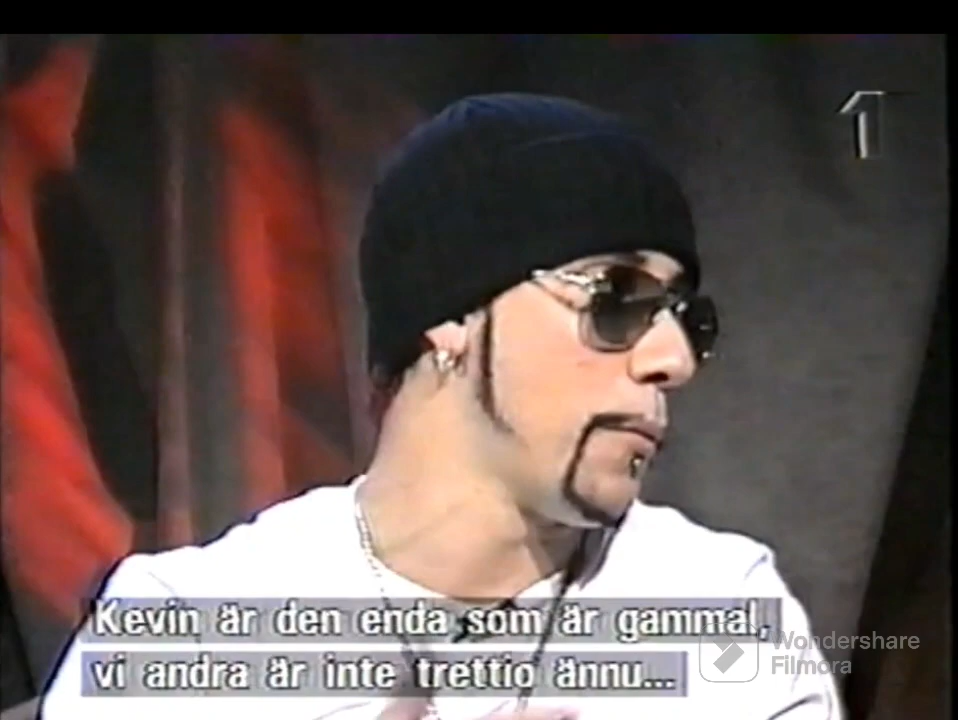 1
Kevin är den enda som är gammal,
vi andra är inte trettio ännu...
Wondershare
Filmora